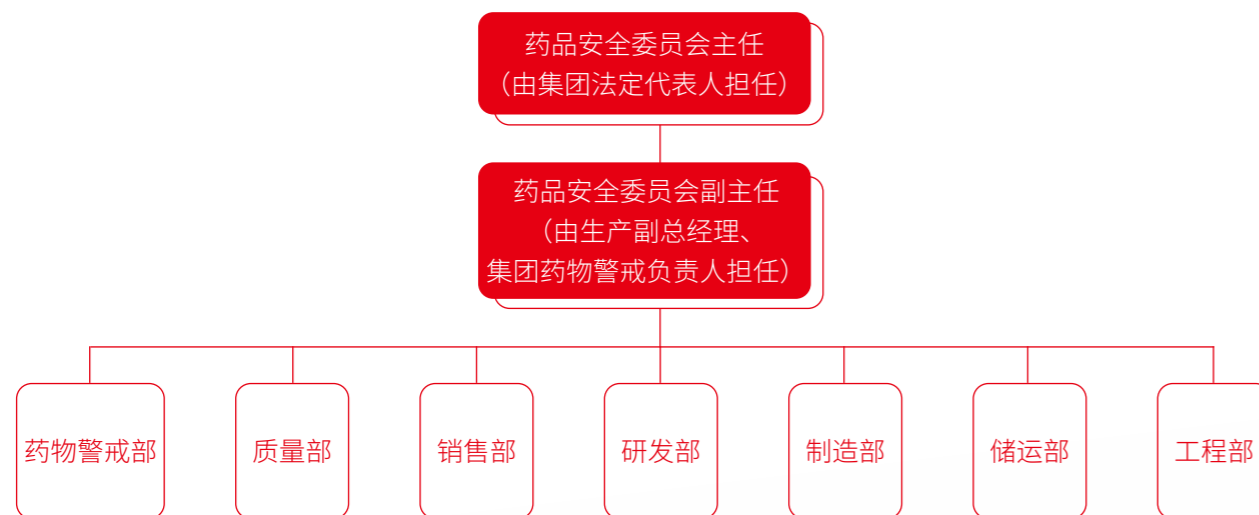 药品安全委员会主任
（由集团法定代表人担任）
药品安全委员会副主任
（由生产副总经理、
集团药物警戒负责人担任）
药物警戒部
质量部
销售部
研发部
制造部
储运部
工程部